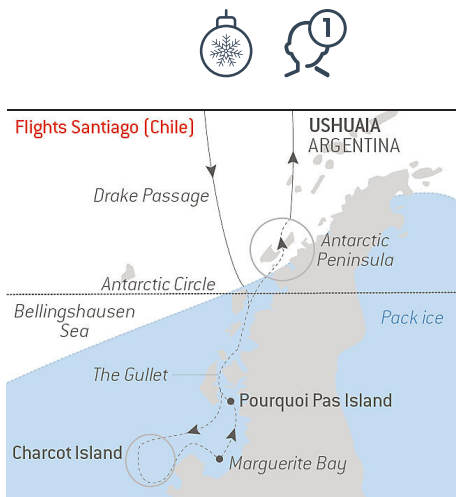 1
Flights Santiago (Chile)
USHUAIA
ARGENTINA
Drake Passage
Antarctic
Peninsula
Antarctic Circle
Bellingshausen
Sea
Pack ice
The Gullet
Pourquoi Pas Island
Charcot Island
Marguerite Bay